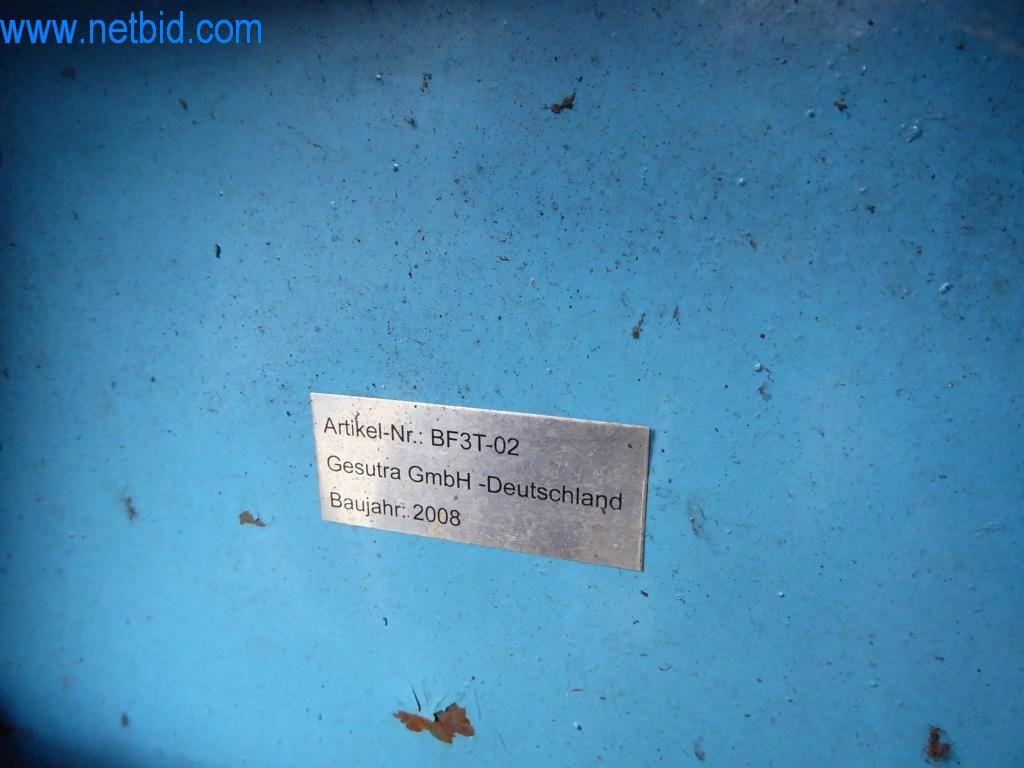 www.netbid.com
Artikel-Nr.: BF3T-02
Gesutra GmbH -Deutschland
Baujahr: 2008